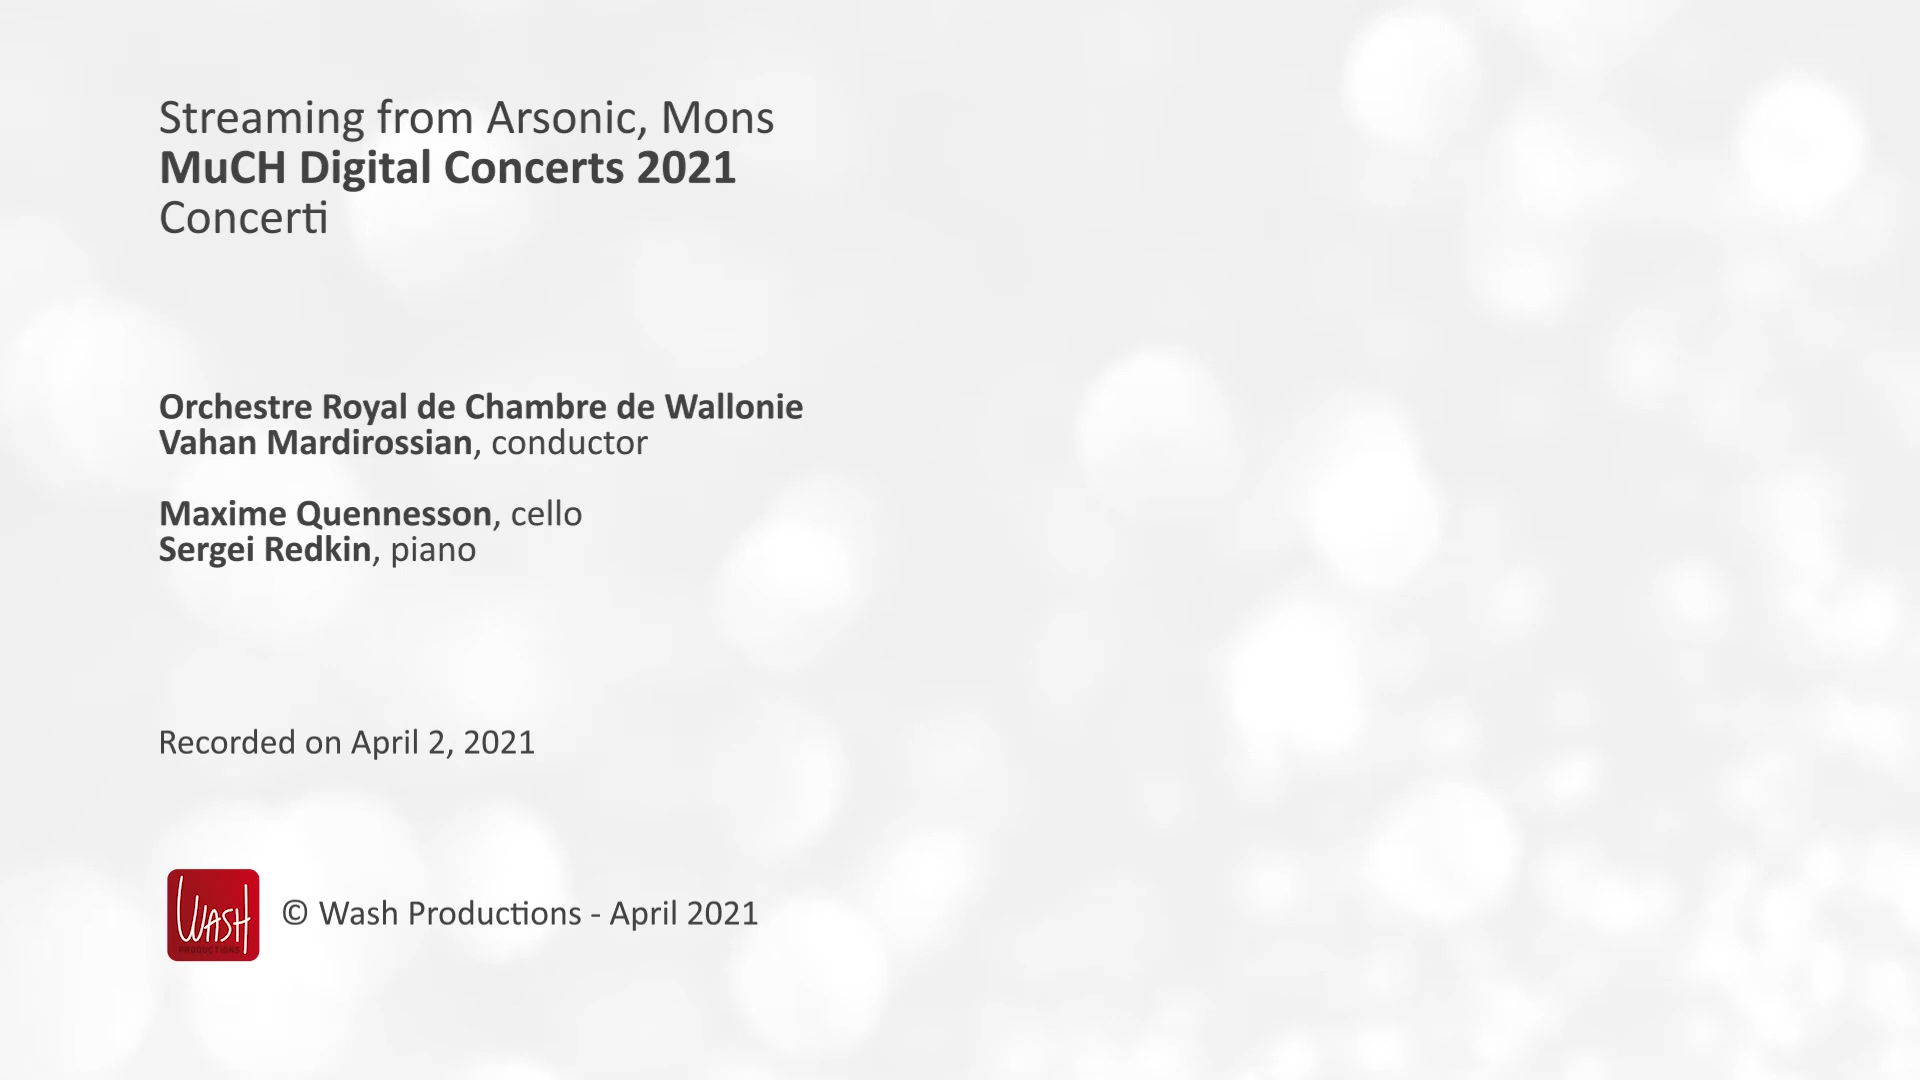 Streaming from Arsonic, Mons
MuCH Digital Concerts 2021
Concerti
Orchestre Royal de Chambre de Wallonie
Vahan Mardirossian, conductor
Maxime Quennesson, cello
Sergei Redkin, piano
Recorded on April 2, 2021
WASH
PRODUCTIONS
© Wash Productions - April 2021